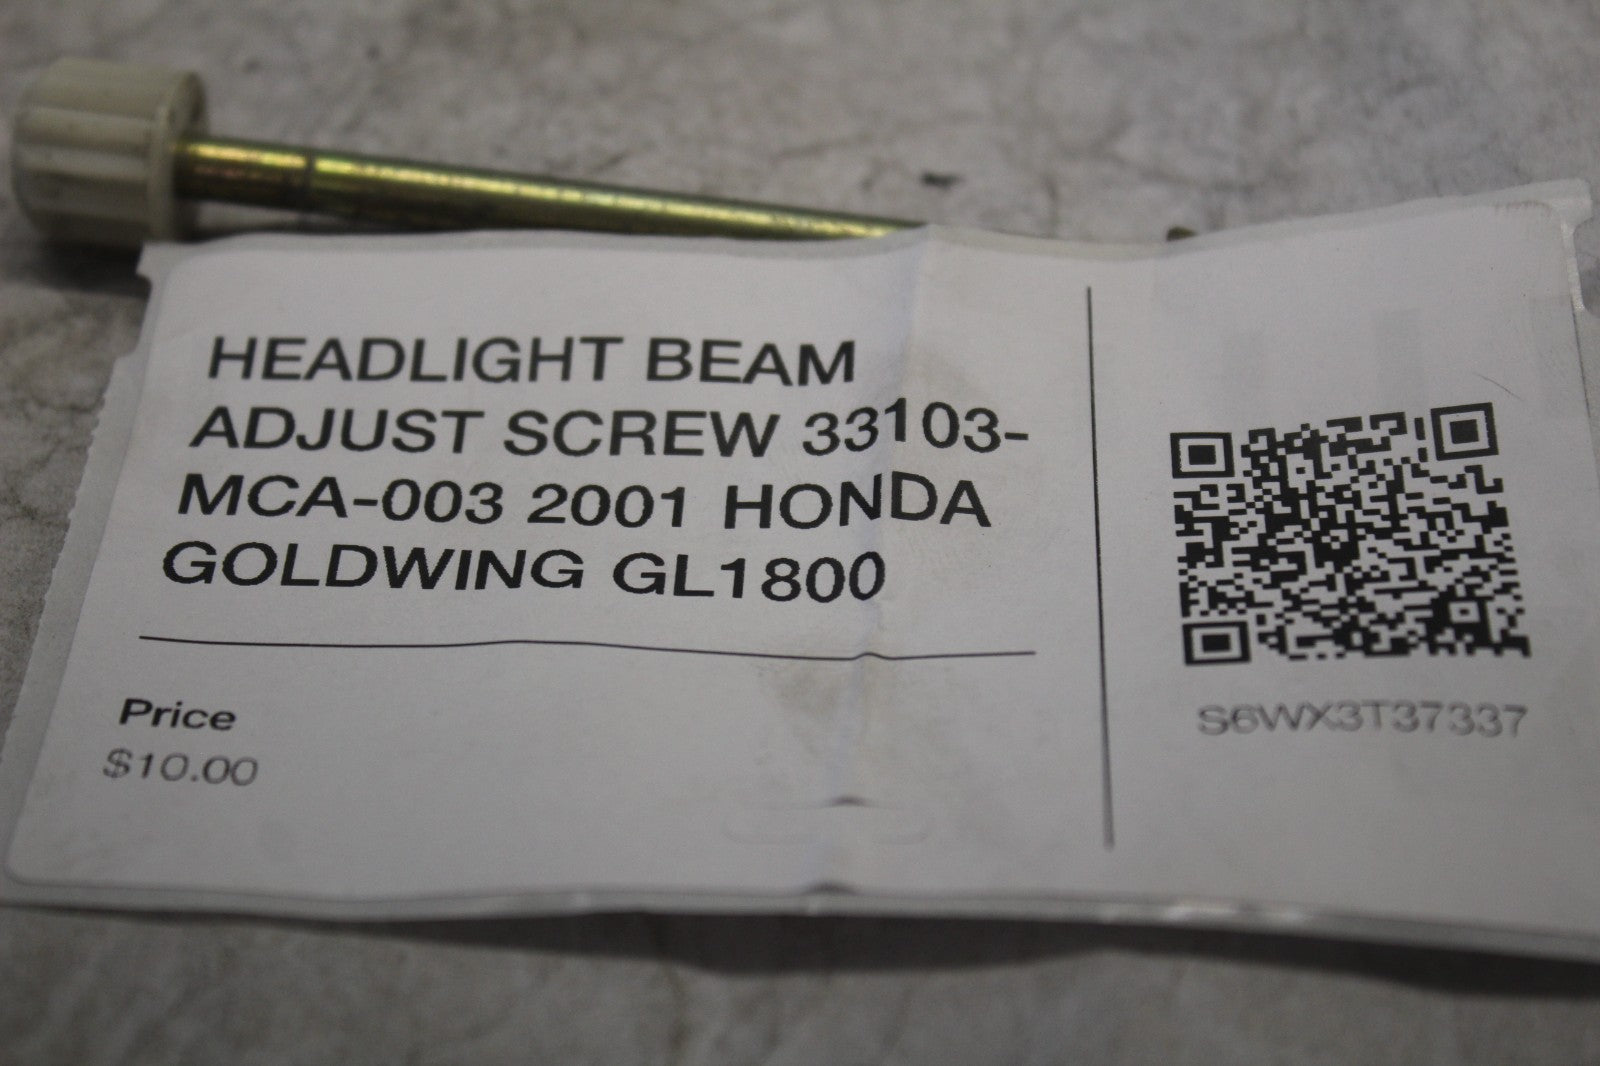 HEADLIGHT BEAM
ADJUST SCREW 33103-
MCA-003 2001 HONDA
GOLDWING GL1800
Price
$10.00
S6WX3T37337